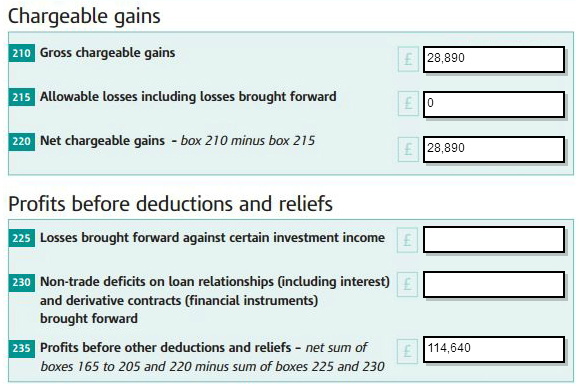 Chargeable gains
210 Gross chargeable gains £ 28,890
215 Allowable losses including losses brought forward £ 0
220 Net chargeable gains - box 210 minus box 215 £ 28,890
Profits before deductions and reliefs
225 Losses brought forward against certain investment income £
230 Non-trade deficits on loan relationships (including interest) £
and derivative contracts (financial instruments)
brought forward
235 Profits before other deductions and reliefs – net sum of £ 114,640
boxes 165 to 205 and 220 minus sum of boxes 225 and 230